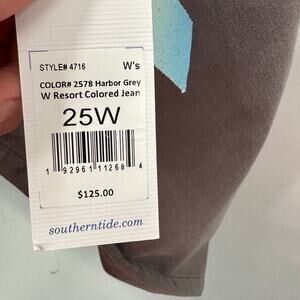 STYLE# 4716 W's
COLOR# 2578 Harbor Grey
W Resort Colored Jean
25W
1 92961 11268 4
$125.00
southerntide.com